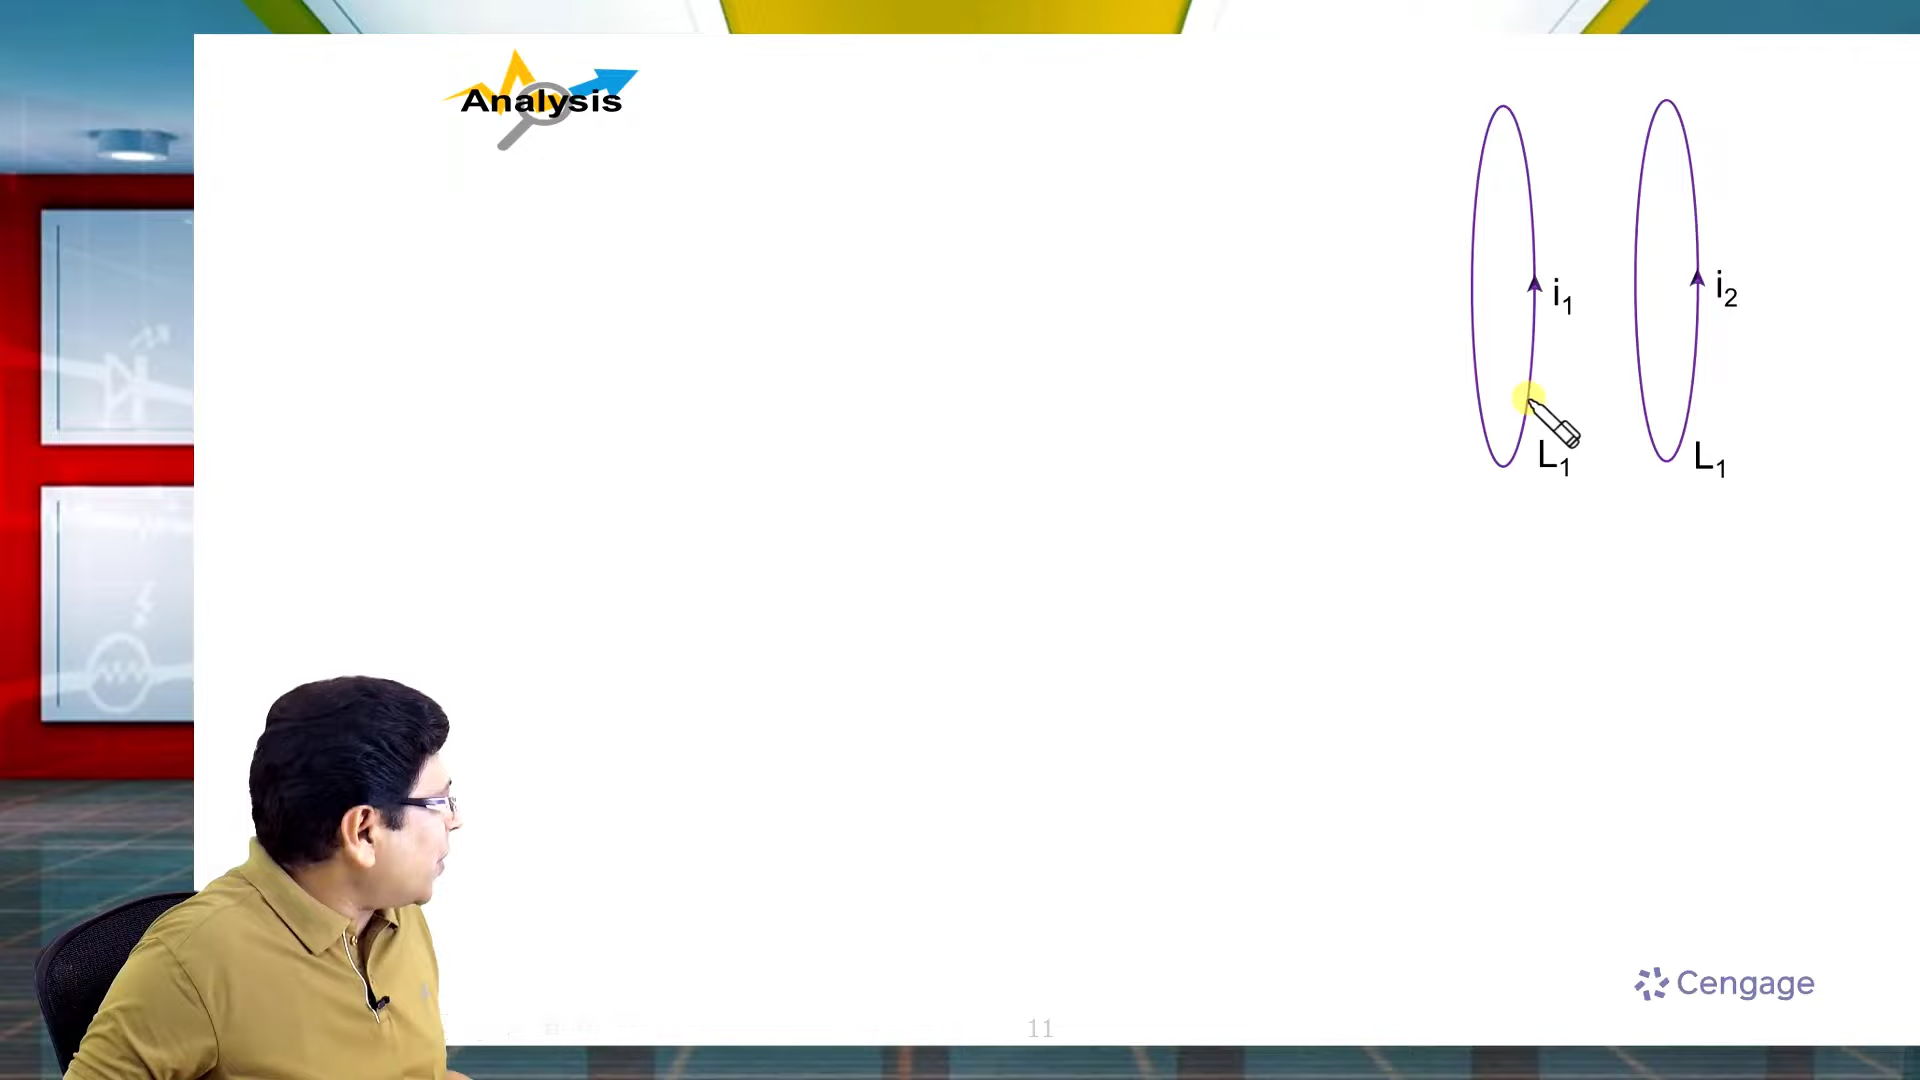 Analysis
i₁
i₂
L₁
L₁
Cengage
11